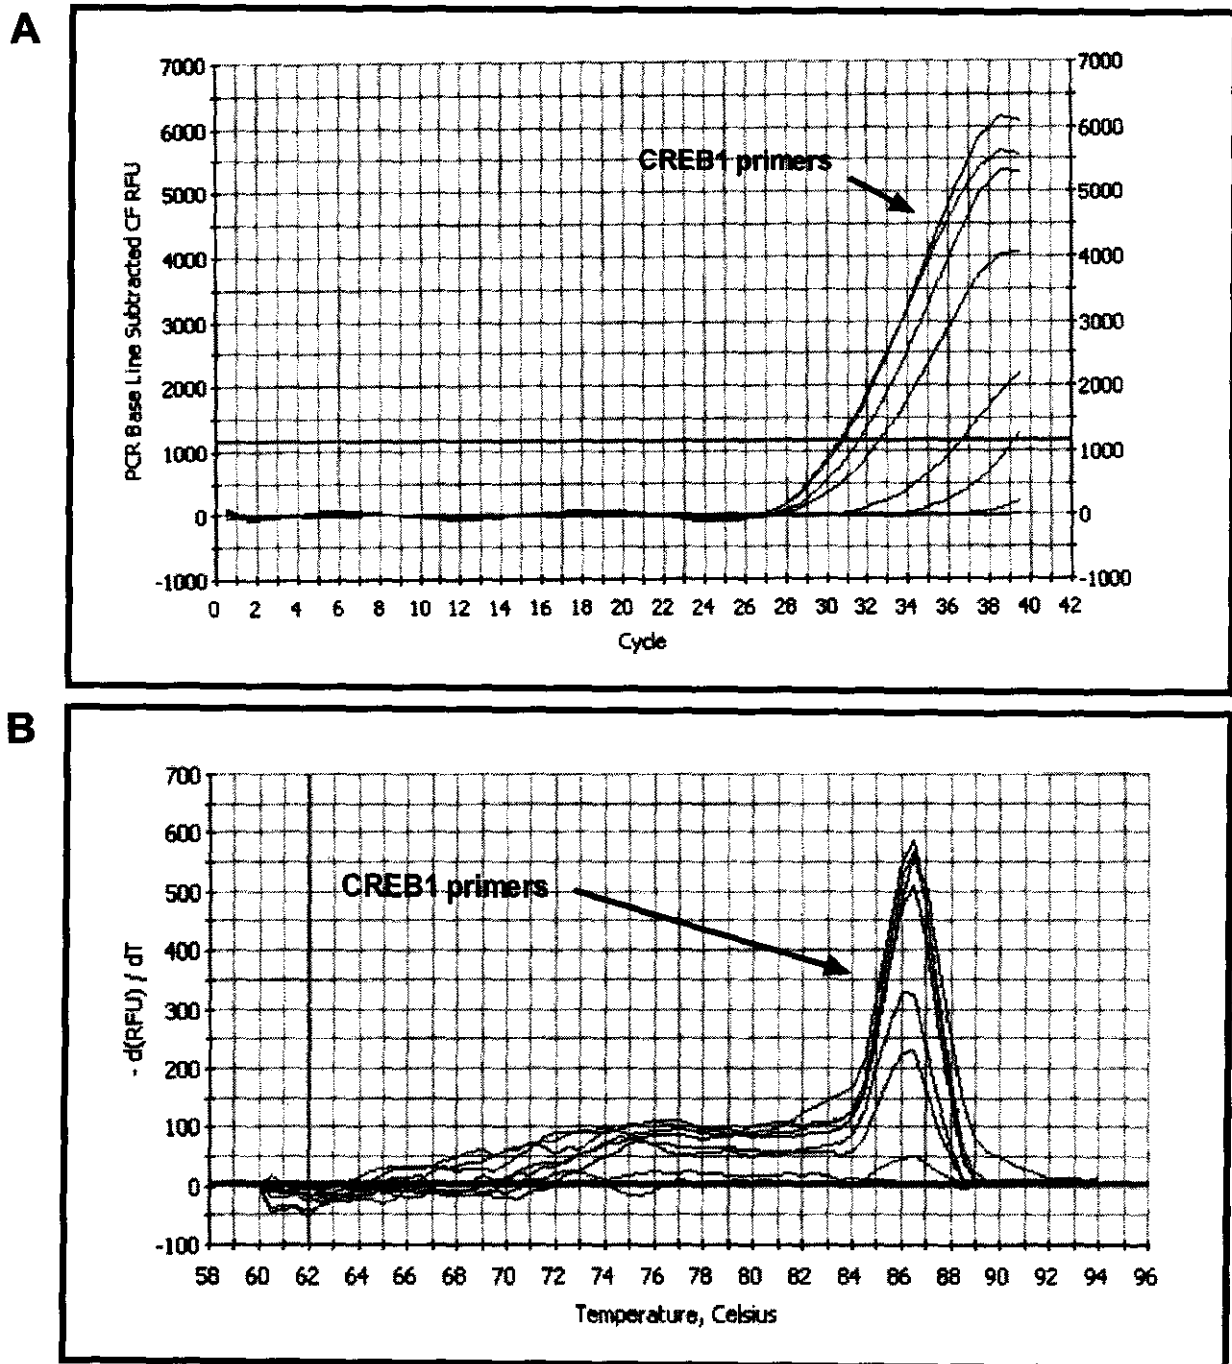 A
PCR Base Line Subtracted CF RFU
7000
6000
5000
4000
3000
2000
1000
0
-1000
CREB1 primers
7000
6000
5000
4000
3000
2000
1000
0
-1000
0 2 4 6 8 10 12 14 16 18 20 22 24 26 28 30 32 34 36 38 40 42
Cycle
B
- d(RFU) / dT
700
600
500
400
300
200
100
0
-100
CREB1 primers
58 60 62 64 66 68 70 72 74 76 78 80 82 84 86 88 90 92 94 96
Temperature, Celsius